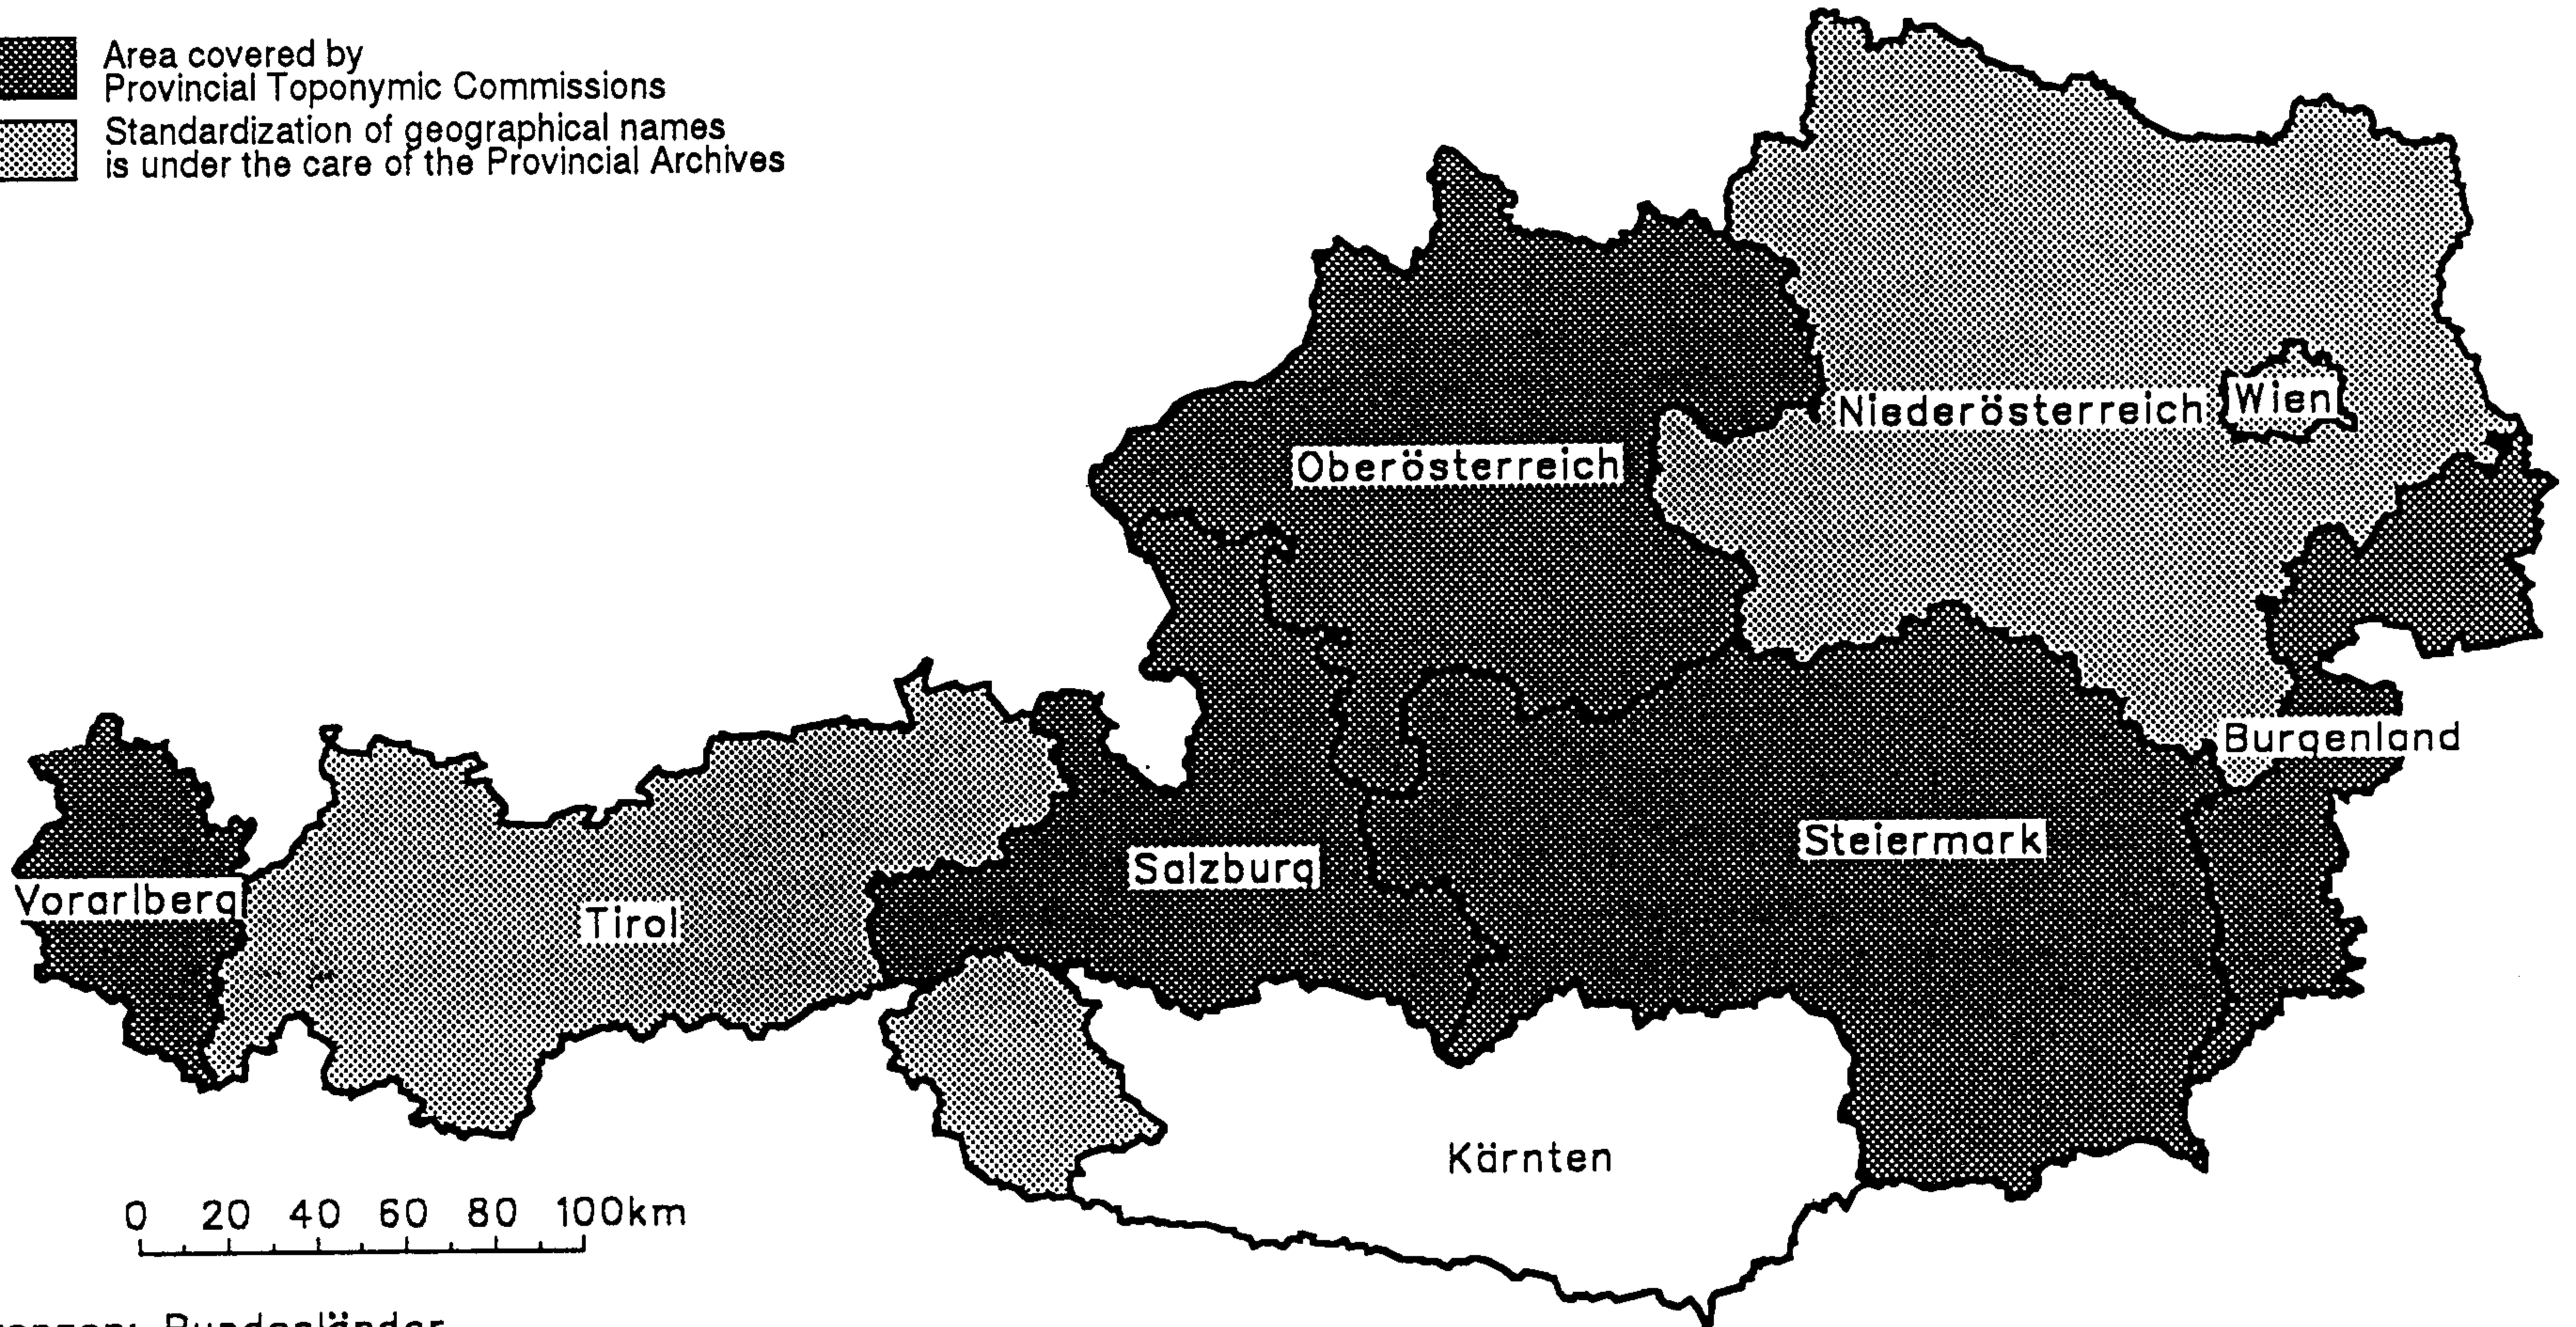 Area covered by
Provincial Toponymic Commissions
Standardization of geographical names
is under the care of the Provincial Archives
Niederösterreich
Wien
Oberösterreich
Burgenland
Steiermark
Salzburg
Vorarlberg
Tirol
Kärnten
0 20 40 60 80 100km
Bundesländer